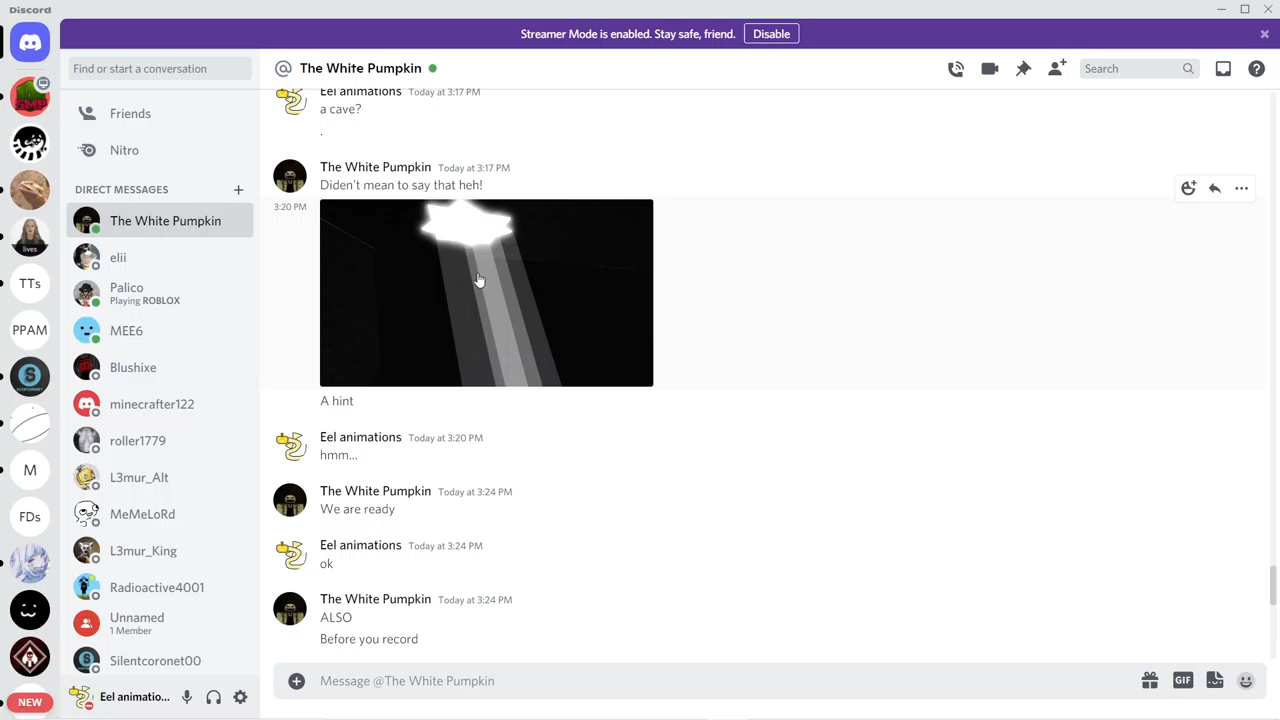 Discord
Streamer Mode is enabled. Stay safe, friend.
Disable
Find or start a conversation
The White Pumpkin
Search
Friends
Nitro
DIRECT MESSAGES
The White Pumpkin
elii
Palico
Playing ROBLOX
MEE6
Blushixe
minecrafter122
roller1779
L3mur_Alt
MeMeLoRd
L3mur_King
Radioactive4001
Unnamed
1 Member
Silentcoronet00
Eel animatio...
SMP
lives
TTs
PPAM
S
M
FDs
NEW
Eel animations Today at 3:17 PM
a cave?
.
The White Pumpkin Today at 3:17 PM
Diden't mean to say that heh!
3:20 PM
A hint
Eel animations Today at 3:20 PM
hmm...
The White Pumpkin Today at 3:24 PM
We are ready
Eel animations Today at 3:24 PM
ok
The White Pumpkin Today at 3:24 PM
ALSO
Before you record
Message @The White Pumpkin
GIF